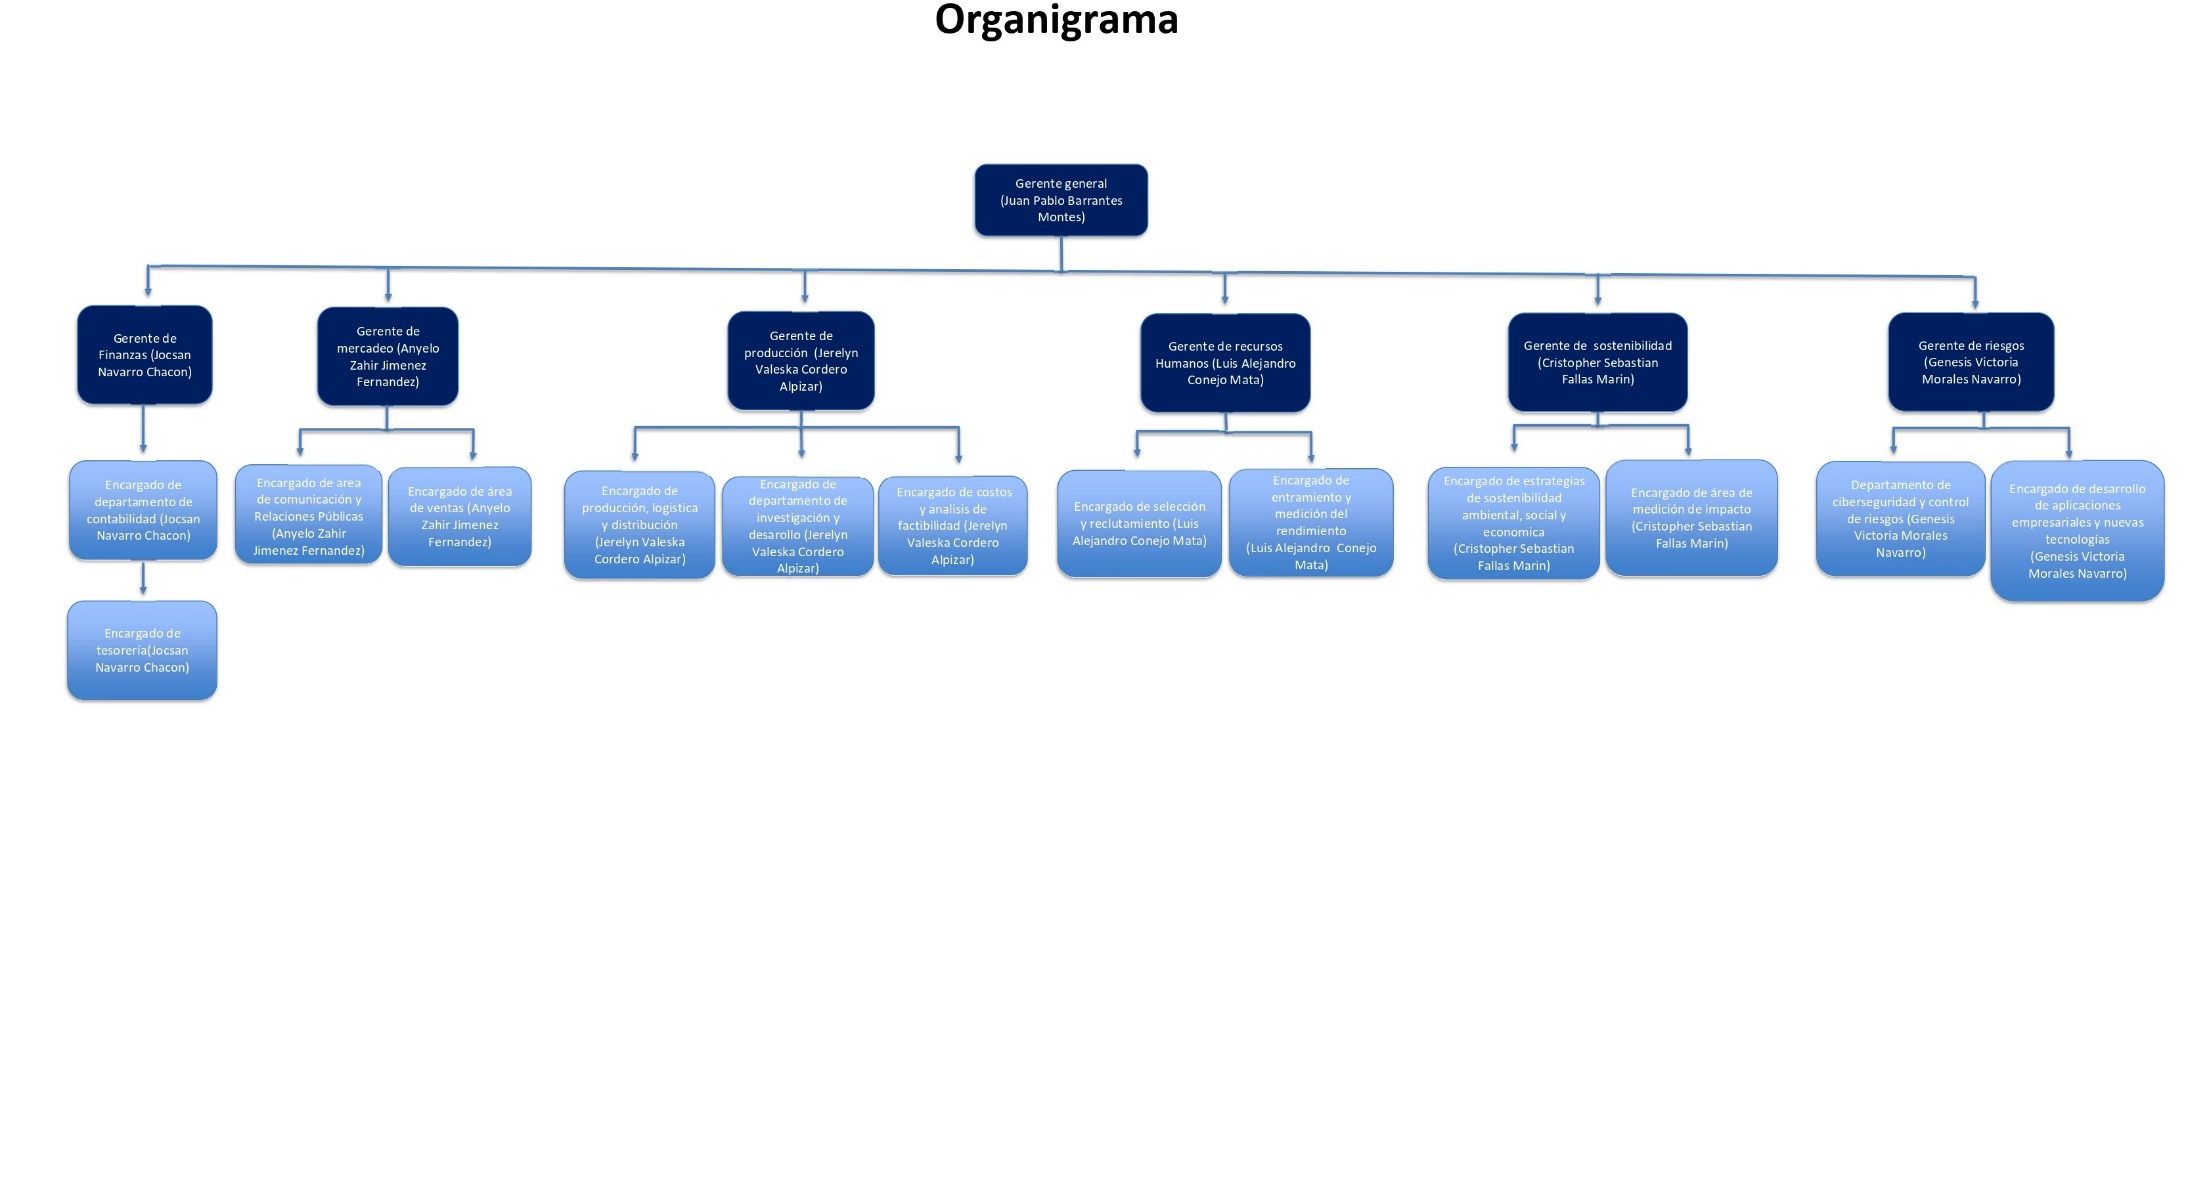 Organigrama
Gerente general
(Juan Pablo Barrantes
Montes)
Gerente de
Finanzas (Jocsan
Navarro Chacon)
Gerente de
mercadeo (Anyelo
Zahir Jimenez
Fernandez)
Gerente de
producción  (Jerelyn
Valeska Cordero
Alpizar)
Gerente de recursos
Humanos (Luis Alejandro
Conejo Mata)
Gerente de  sostenibilidad
(Cristopher Sebastian
Fallas Marin)
Gerente de riesgos
(Genesis Victoria
Morales Navarro)
Encargado de
departamento de
contabilidad (Jocsan
Navarro Chacon)
Encargado de area
de comunicación y
Relaciones Públicas
(Anyelo Zahir
Jimenez Fernandez)
Encargado de área
de ventas (Anyelo
Zahir Jimenez
Fernandez)
Encargado de
producción, logistica
y distribución
(Jerelyn Valeska
Cordero Alpizar)
Encargado de
departamento de
investigación y
desarollo (Jerelyn
Valeska Cordero
Alpizar)
Encargado de costos
y analisis de
factibilidad (Jerelyn
Valeska Cordero
Alpizar)
Encargado de selección
y reclutamiento (Luis
Alejandro Conejo Mata)
Encargado de
entramiento y
medición del
rendimiento
(Luis Alejandro  Conejo
Mata)
Encargado de estrategias
de sostenibilidad
ambiental, social y
economica
(Cristopher Sebastian
Fallas Marin)
Encargado de área de
medición de impacto
(Cristopher Sebastian
Fallas Marin)
Departamento de
ciberseguridad y control
de riesgos (Genesis
Victoria Morales
Navarro)
Encargado de desarrollo
de aplicaciones
empresariales y nuevas
tecnologías
(Genesis Victoria
Morales Navarro)
Encargado de
tesorería(Jocsan
Navarro Chacon)